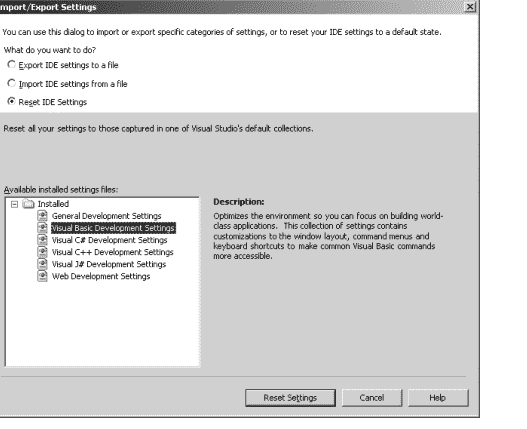 Import/Export Settings
You can use this dialog to import or export specific categories of settings, or to reset your IDE settings to a default state.
What do you want to do?
Export IDE settings to a file
Import IDE settings from a file
Reset IDE Settings
Reset all your settings to those captured in one of Visual Studio's default collections.
Available installed settings files:
Installed
General Development Settings
Visual Basic Development Settings
Visual C# Development Settings
Visual C++ Development Settings
Visual J# Development Settings
Web Development Settings
Description:
Optimizes the environment so you can focus on building world-
class applications. This collection of settings contains
customizations to the window layout, command menus and
keyboard shortcuts to make common Visual Basic commands
more accessible.
Reset Settings
Cancel
Help